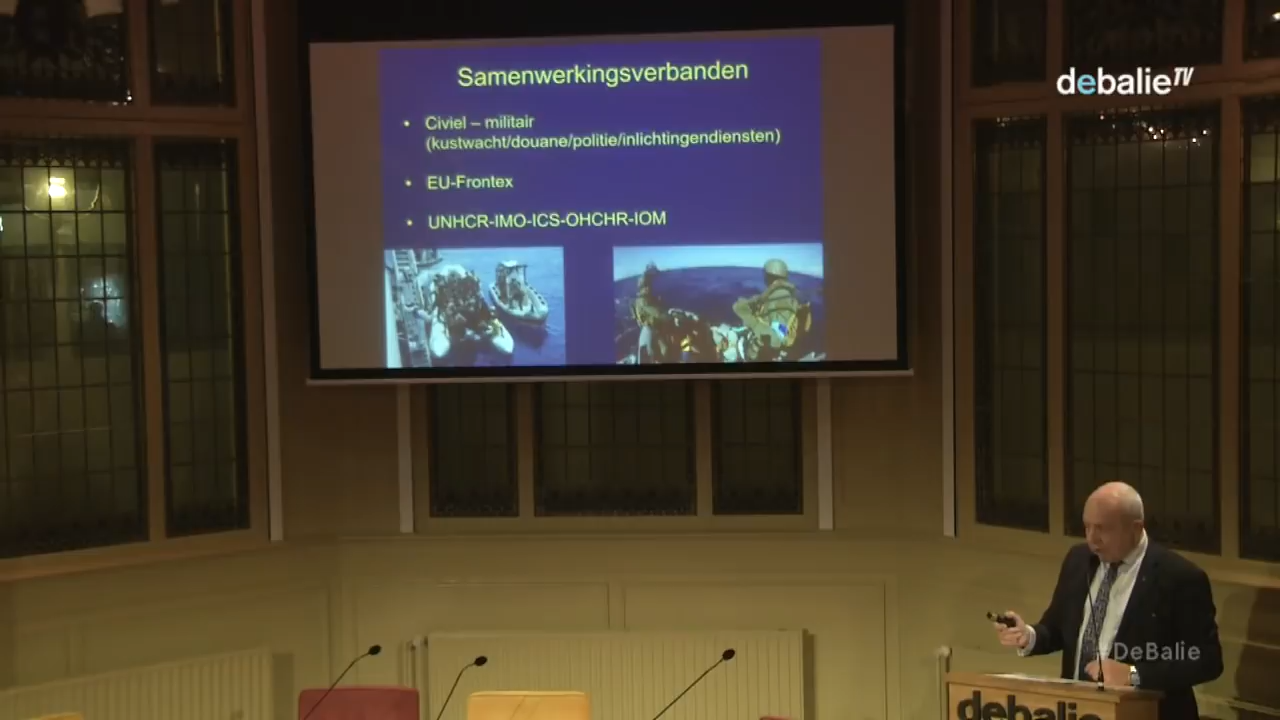 Samenwerkingsverbanden
• Civiel – militair
(kustwacht/douane/politie/inlichtingendiensten)
• EU-Frontex
• UNHCR-IMO-ICS-OHCHR-IOM
debalieTV
#DeBalie
debalie